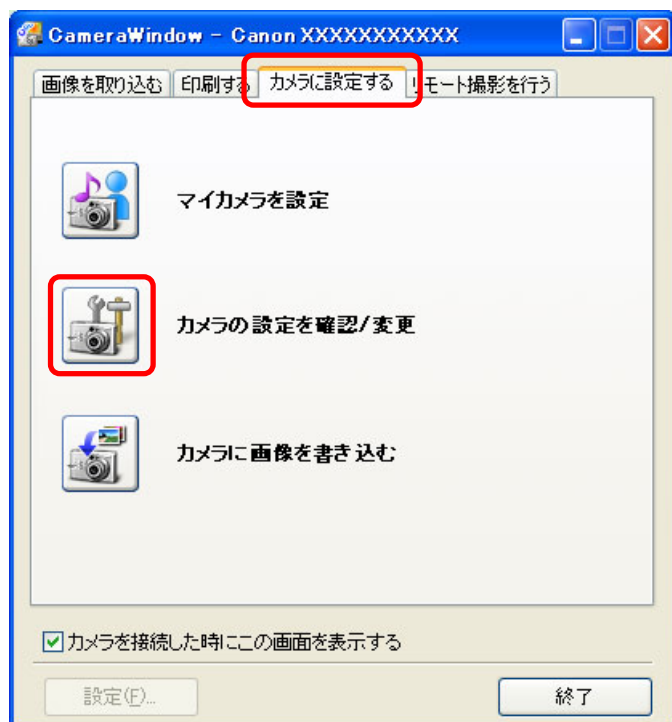 CameraWindow - Canon XXXXXXXXXXX
画像を取り込む 印刷する カメラに設定する リモート撮影を行う
マイカメラを設定
カメラの設定を確認/変更
カメラに画像を書き込む
カメラを接続した時にこの画面を表示する
設定(F)... 終了